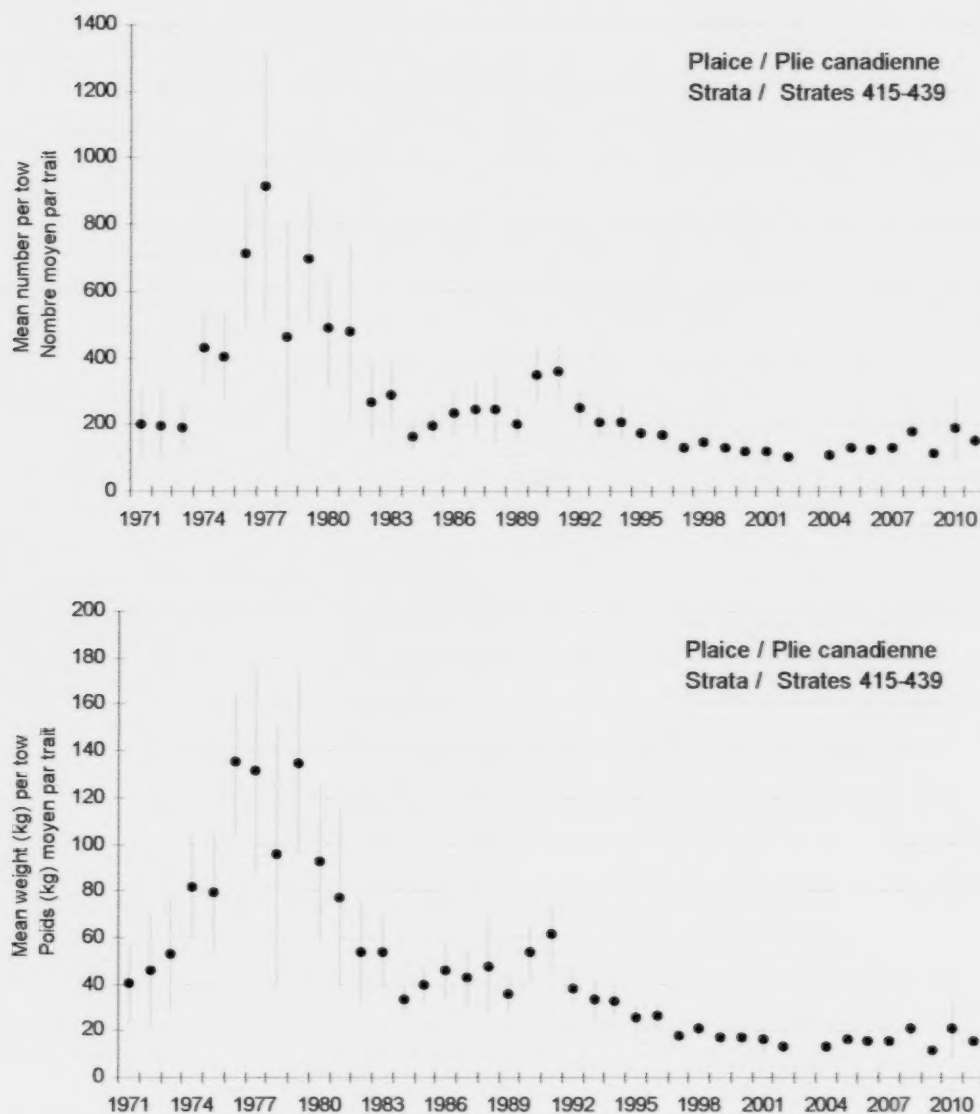 1400
1200
1000
800
600
400
200
0
Mean number per tow
Nombre moyen par trait
Plaice / Plie canadienne
Strata / Strates 415-439
1971 1974 1977 1980 1983 1986 1989 1992 1995 1998 2001 2004 2007 2010
200
180
160
140
120
100
80
60
40
20
0
Mean weight (kg) per tow
Poids (kg) moyen par trait
Plaice / Plie canadienne
Strata / Strates 415-439
1971 1974 1977 1980 1983 1986 1989 1992 1995 1998 2001 2004 2007 2010